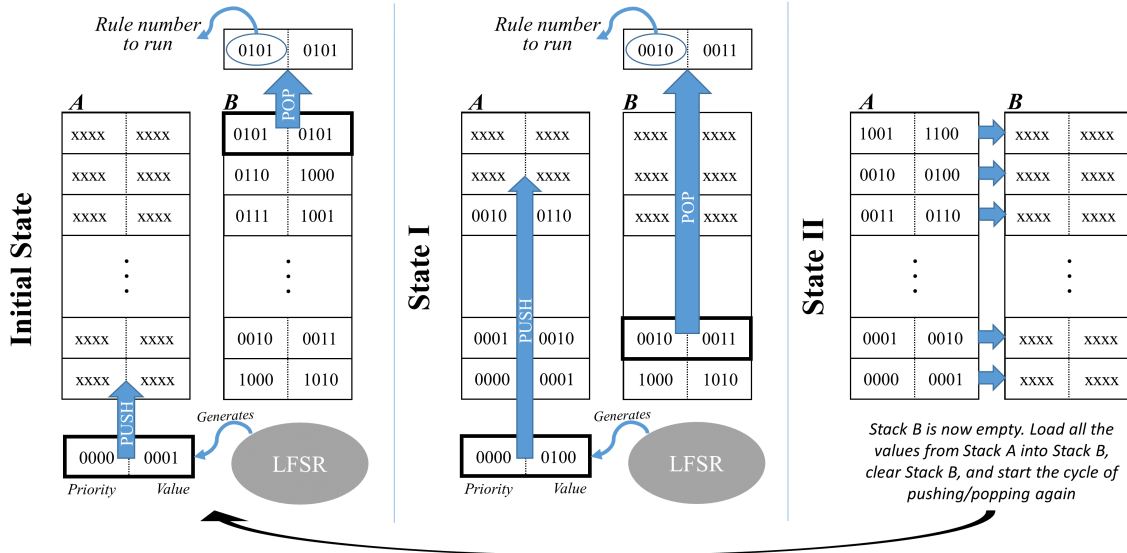 Initial State
Rule number
to run
0101 0101
A
B
xxxx xxxx
xxxx xxxx
xxxx xxxx
xxxx xxxx
xxxx xxxx
POP
0101 0101
0110 1000
0111 1001
0010 0011
1000 1010
PUSH
0000 0001
Priority Value
Generates
LFSR
State I
Rule number
to run
0010 0011
A
B
xxxx xxxx
xxxx xxxx
0010 0110
0001 0010
0000 0001
PUSH
POP
xxxx xxxx
xxxx xxxx
xxxx xxxx
0010 0011
1000 1010
0000 0100
Priority Value
Generates
LFSR
State II
A
B
1001 1100
0010 0100
0011 0110
0001 0010
0000 0001
xxxx xxxx
xxxx xxxx
xxxx xxxx
xxxx xxxx
xxxx xxxx
Stack B is now empty. Load all the
values from Stack A into Stack B,
clear Stack B, and start the cycle of
pushing/popping again